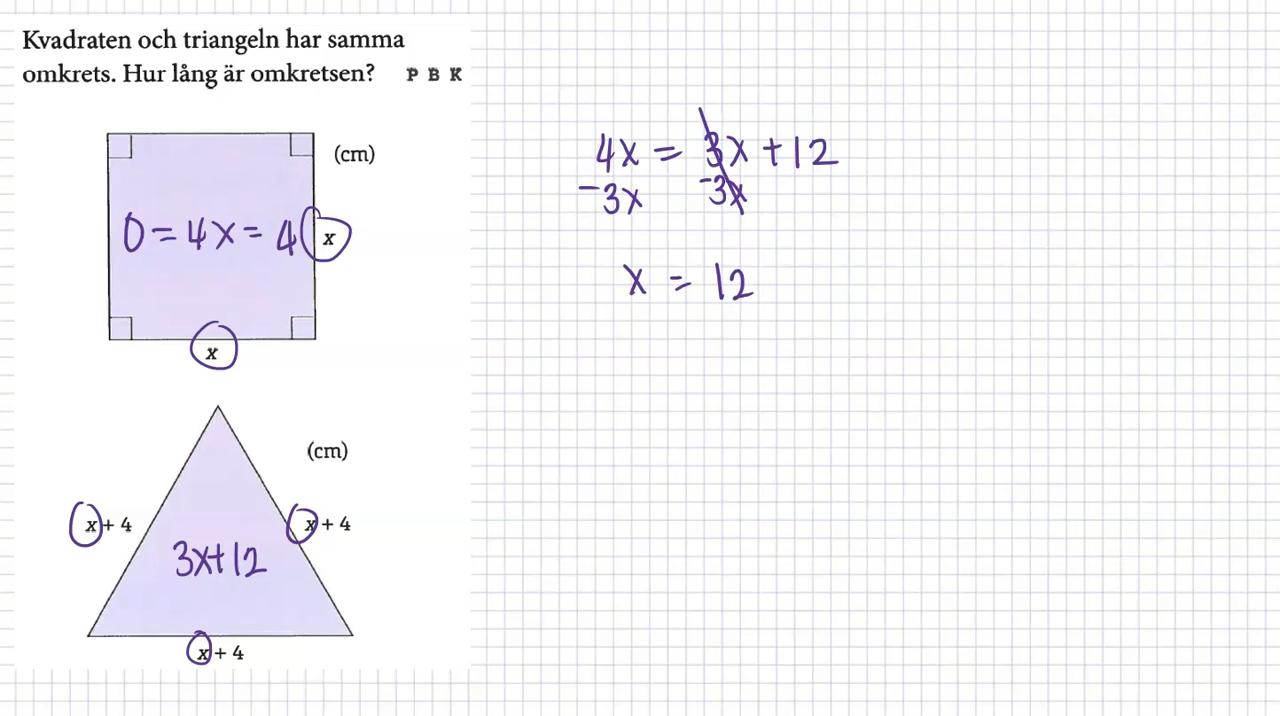 Kvadraten och triangeln har samma
omkrets. Hur lång är omkretsen? P B K
(cm)
O = 4x = 4( x
x
(cm)
x + 4
x + 4
3x+12
x + 4
4x = 3x + 12
-3x -3x
x = 12